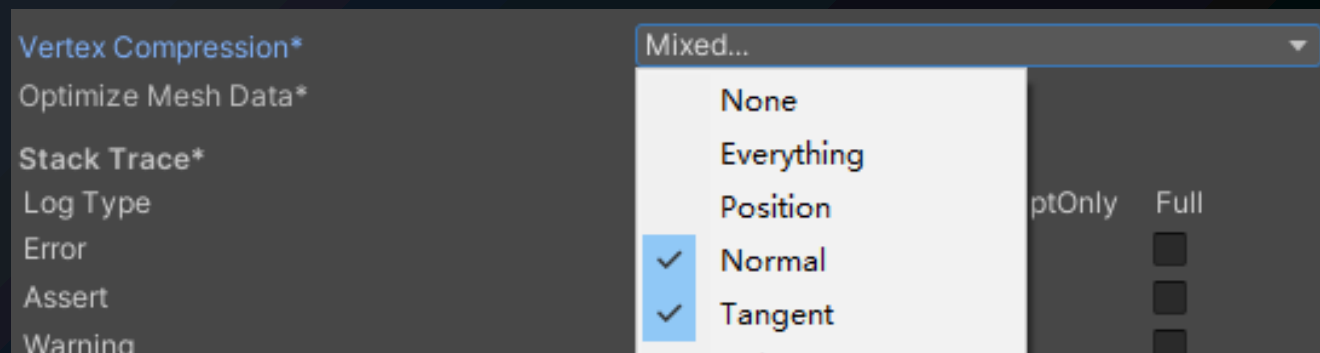 Vertex Compression* Mixed...
Optimize Mesh Data* None
Everything
Stack Trace*
Log Type Position ptOnly Full
Error Normal
Assert Tangent
Warning